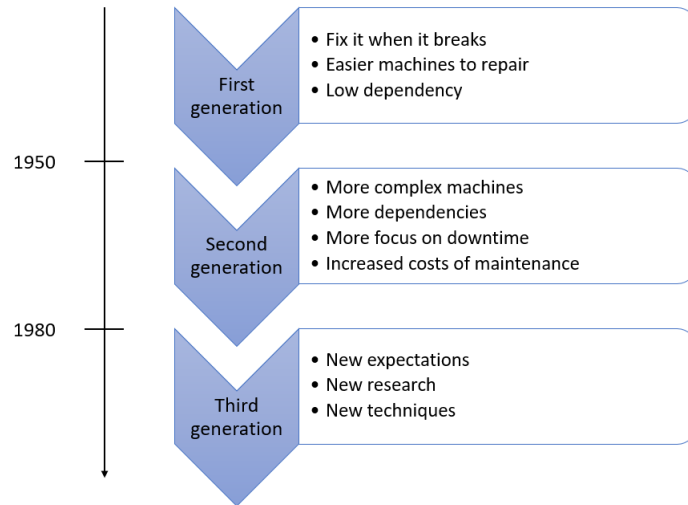 First
generation
• Fix it when it breaks
• Easier machines to repair
• Low dependency
1950
Second
generation
• More complex machines
• More dependencies
• More focus on downtime
• Increased costs of maintenance
1980
Third
generation
• New expectations
• New research
• New techniques